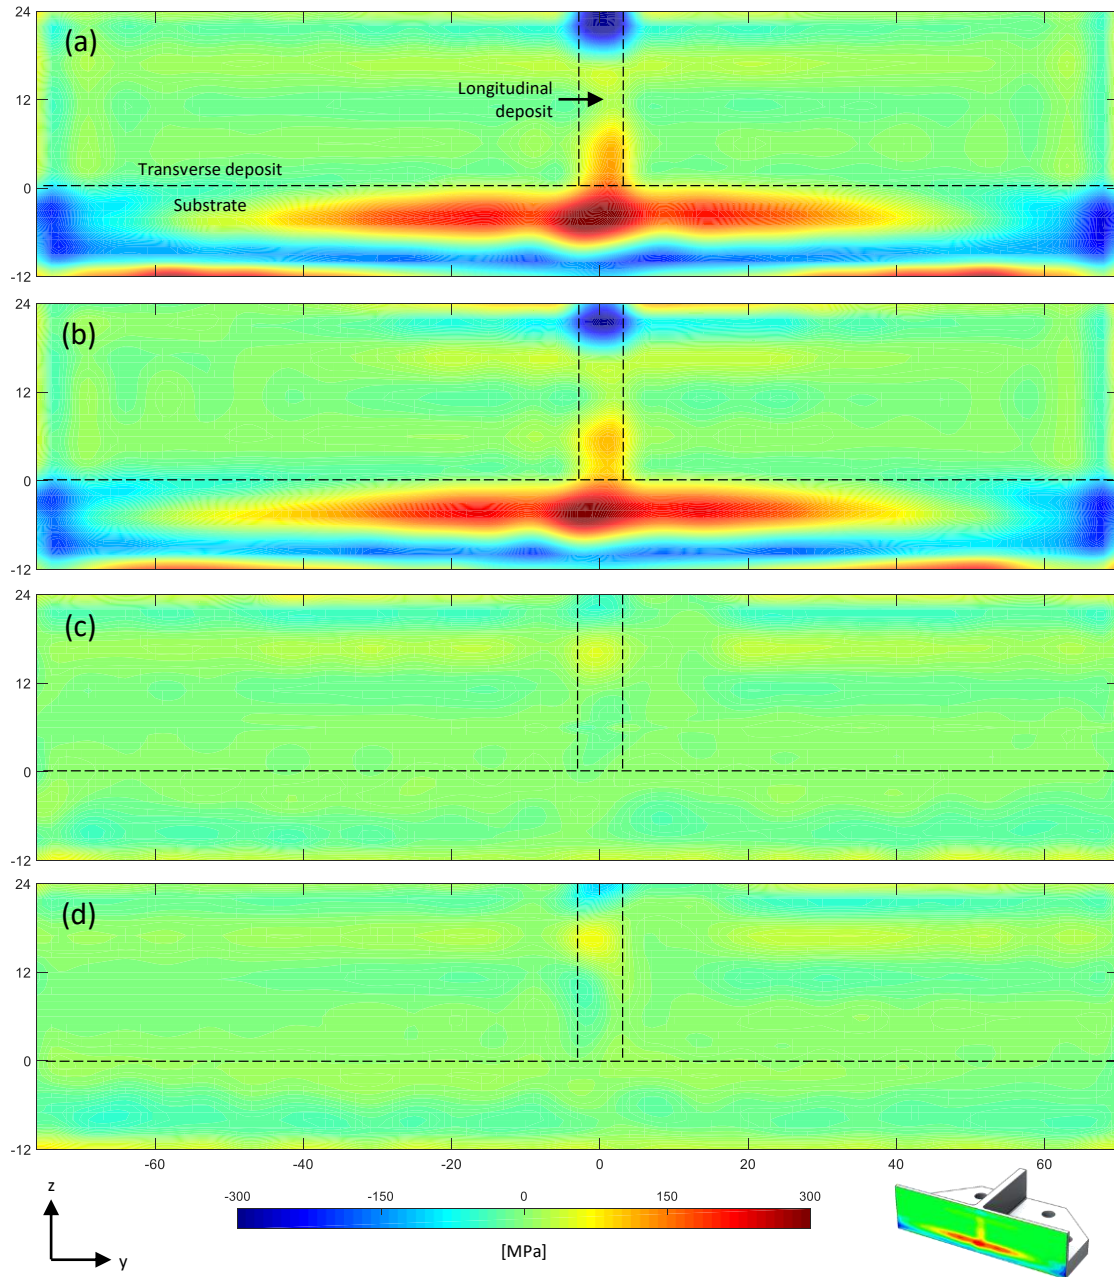 24
(a)
Longitudinal
deposit
12
Transverse deposit
0
Substrate
-12
24
(b)
12
0
-12
24
(c)
12
0
-12
24
(d)
12
0
-12
-60 -40 -20 0 20 40 60
z
-300 -150 0 150 300
y
[MPa]